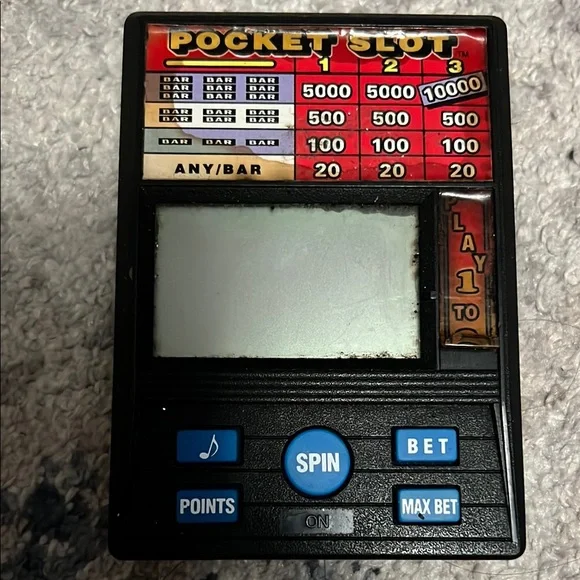 POCKET SLOT™
1 2 3
BAR BAR BAR
BAR BAR BAR
BAR BAR BAR
5000 5000 10000
BAR BAR BAR
BAR BAR BAR
500 500 500
BAR BAR BAR
100 100 100
ANY/BAR 20 20 20
PLAY
1
TO
♪
SPIN
BET
POINTS
MAX BET
ON